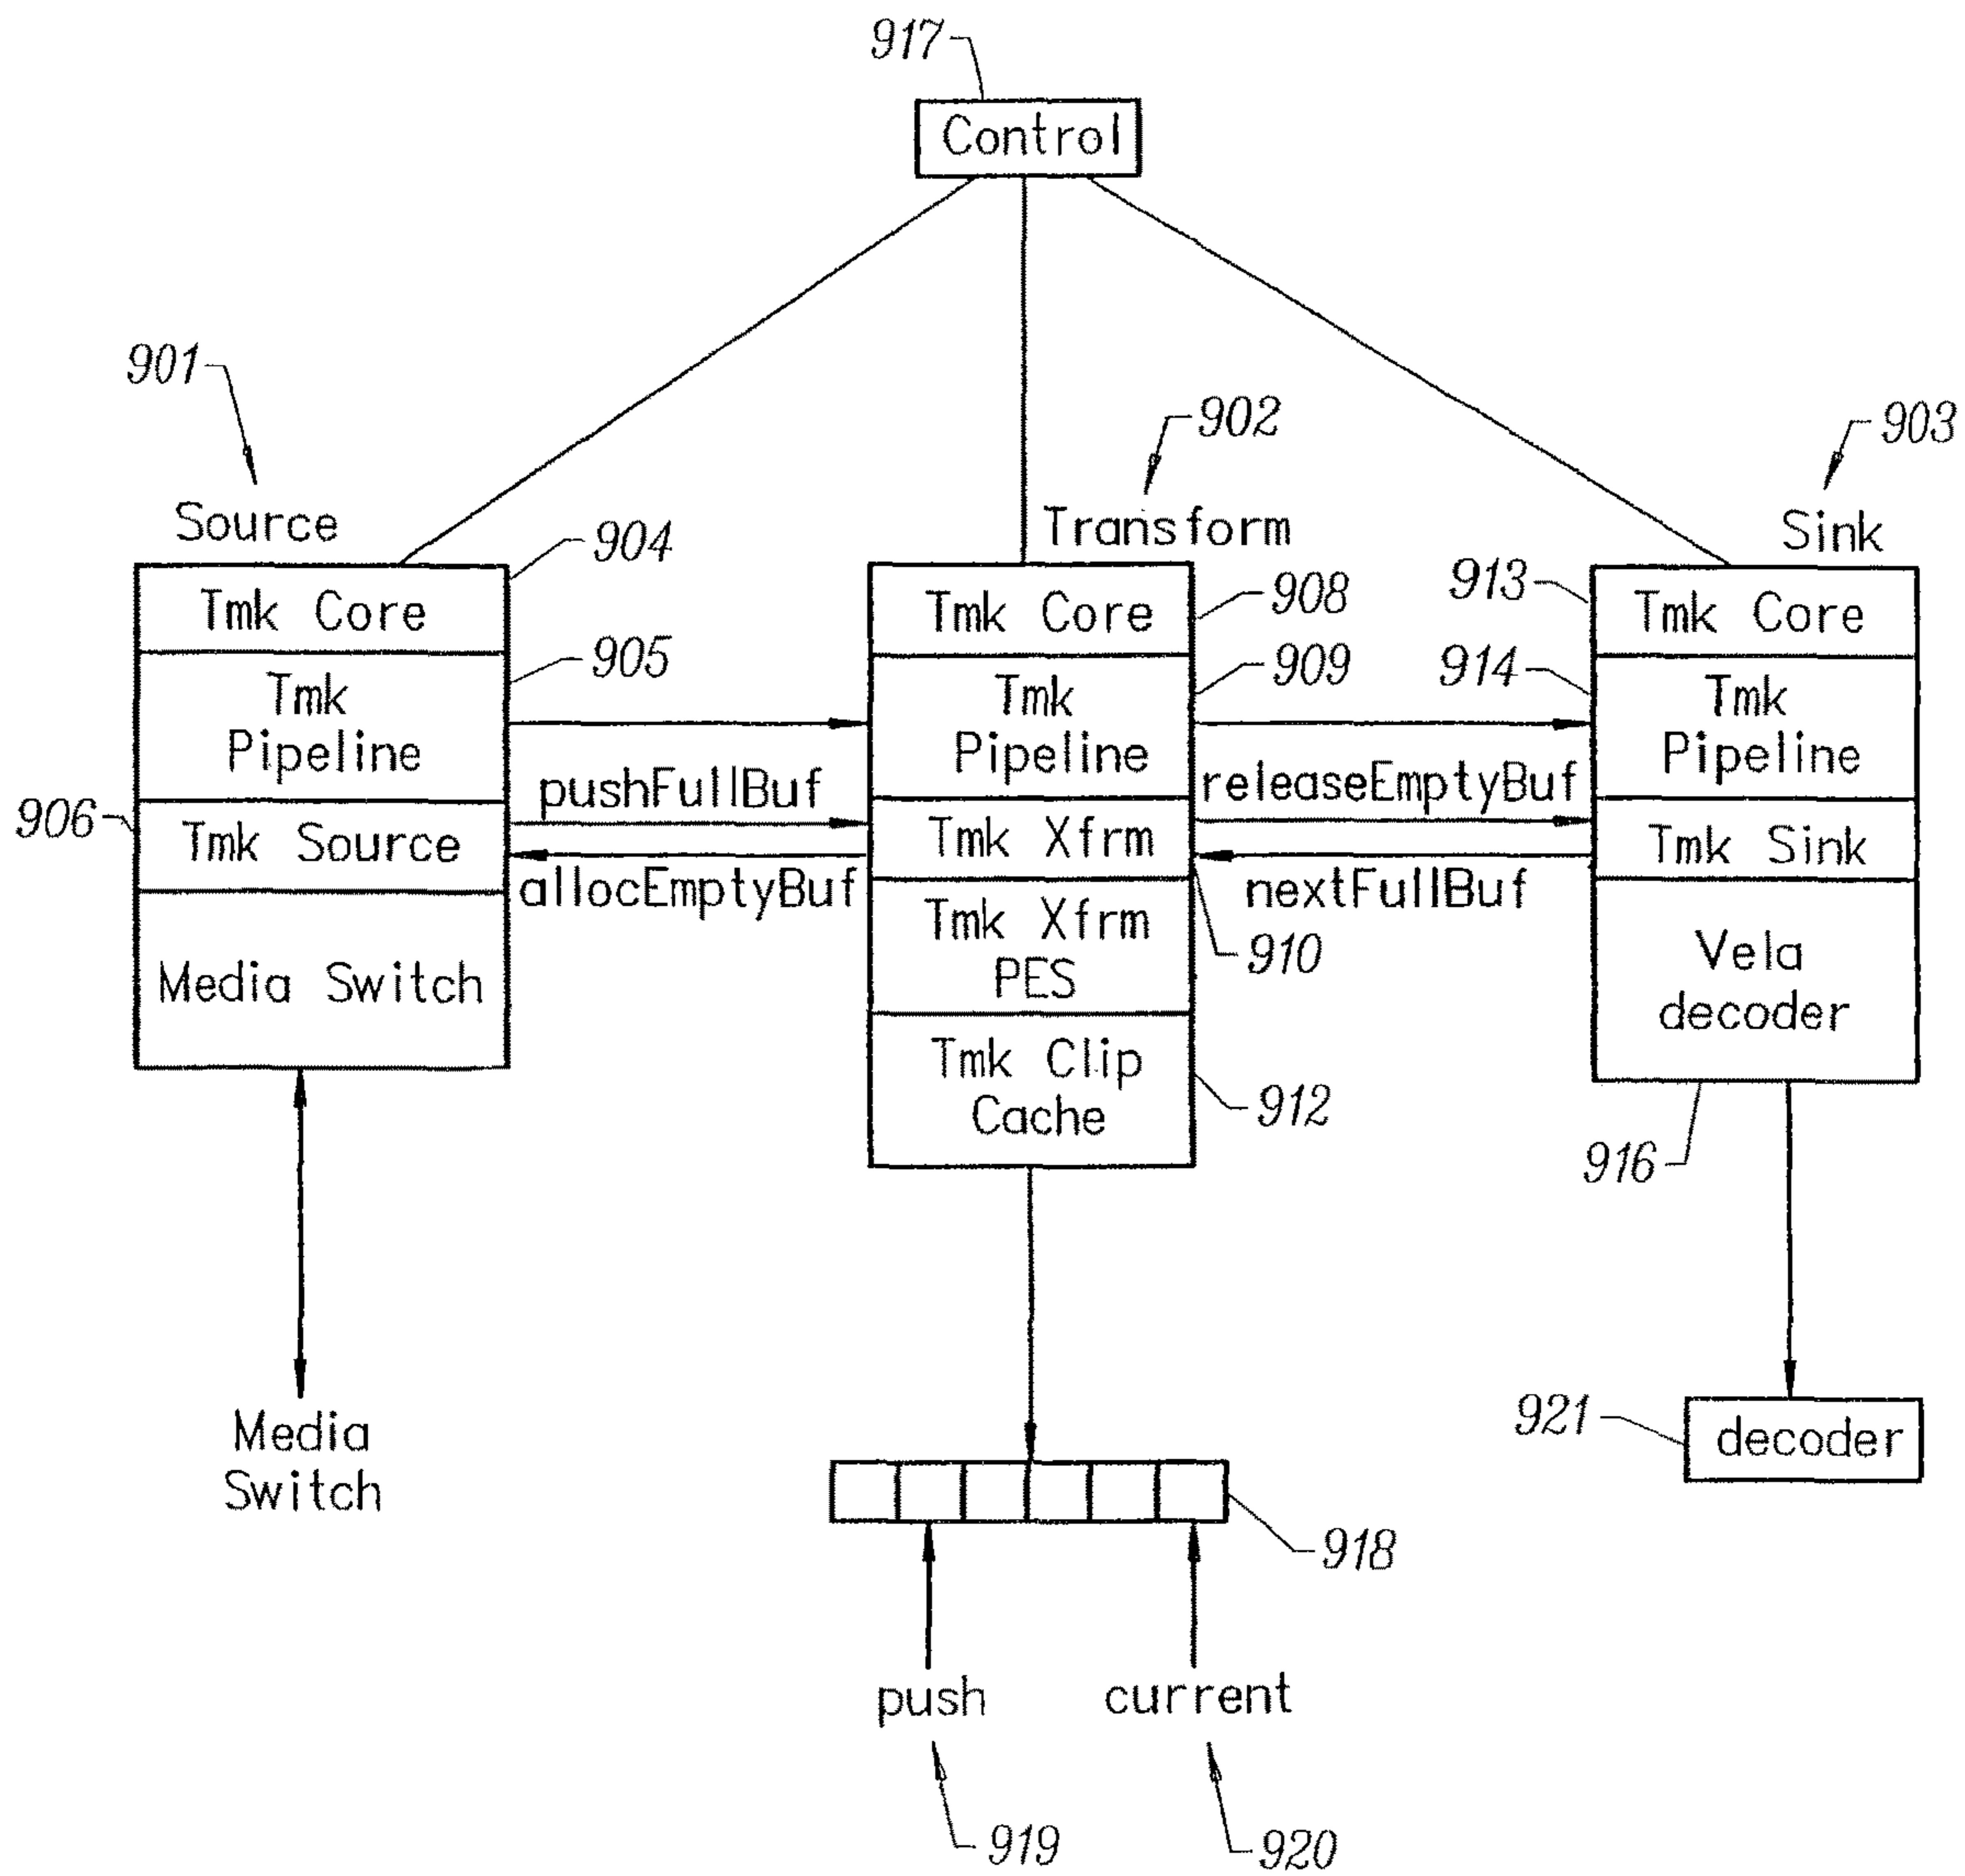 917
Control
901
902
903
Source
Transform
Sink
904
Tmk Core
908
Tmk Core
913
Tmk Core
905
Tmk
Pipeline
909
Tmk
Pipeline
914
Tmk
Pipeline
pushFullBuf
releaseEmptyBuf
906
Tmk Source
Tmk Xfrm
Tmk Sink
allocEmptyBuf
nextFullBuf
910
Media Switch
Tmk Xfrm
PES
Vela
decoder
Tmk Clip
Cache
912
916
Media
Switch
921
decoder
918
push
current
919
920